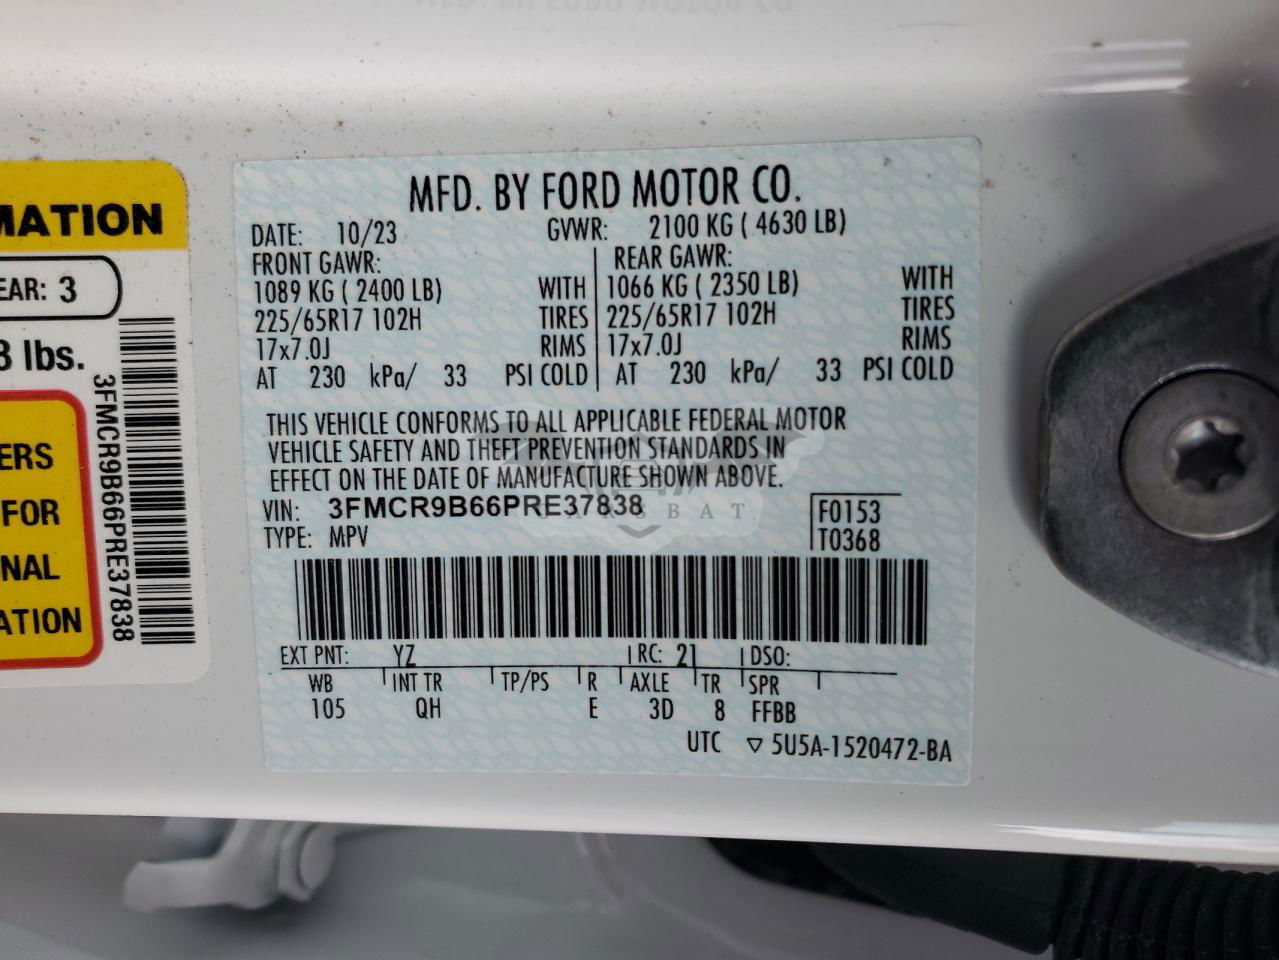 MFD. BY FORD MOTOR CO.
DATE: 10/23 GVWR: 2100 KG ( 4630 LB)
FRONT GAWR: REAR GAWR:
1089 KG ( 2400 LB) WITH 1066 KG ( 2350 LB) WITH
225/65R17 102H TIRES 225/65R17 102H TIRES
17x7.0J RIMS 17x7.0J RIMS
AT 230 kPa/ 33 PSI COLD AT 230 kPa/ 33 PSI COLD
THIS VEHICLE CONFORMS TO ALL APPLICABLE FEDERAL MOTOR
VEHICLE SAFETY AND THEFT PREVENTION STANDARDS IN
EFFECT ON THE DATE OF MANUFACTURE SHOWN ABOVE.
VIN: 3FMCR9B66PRE37838 F0153
TYPE: MPV T0368
CARSBAT
EXT PNT: YZ RC: 21 DSO:
WB INT TR TP/PS R AXLE TR SPR
105 QH E 3D 8 FFBB
UTC ▽ 5U5A-1520472-BA
MATION
EAR: 3
3 lbs.
3FMCR9B66PRE37838
ERS
FOR
NAL
ATION